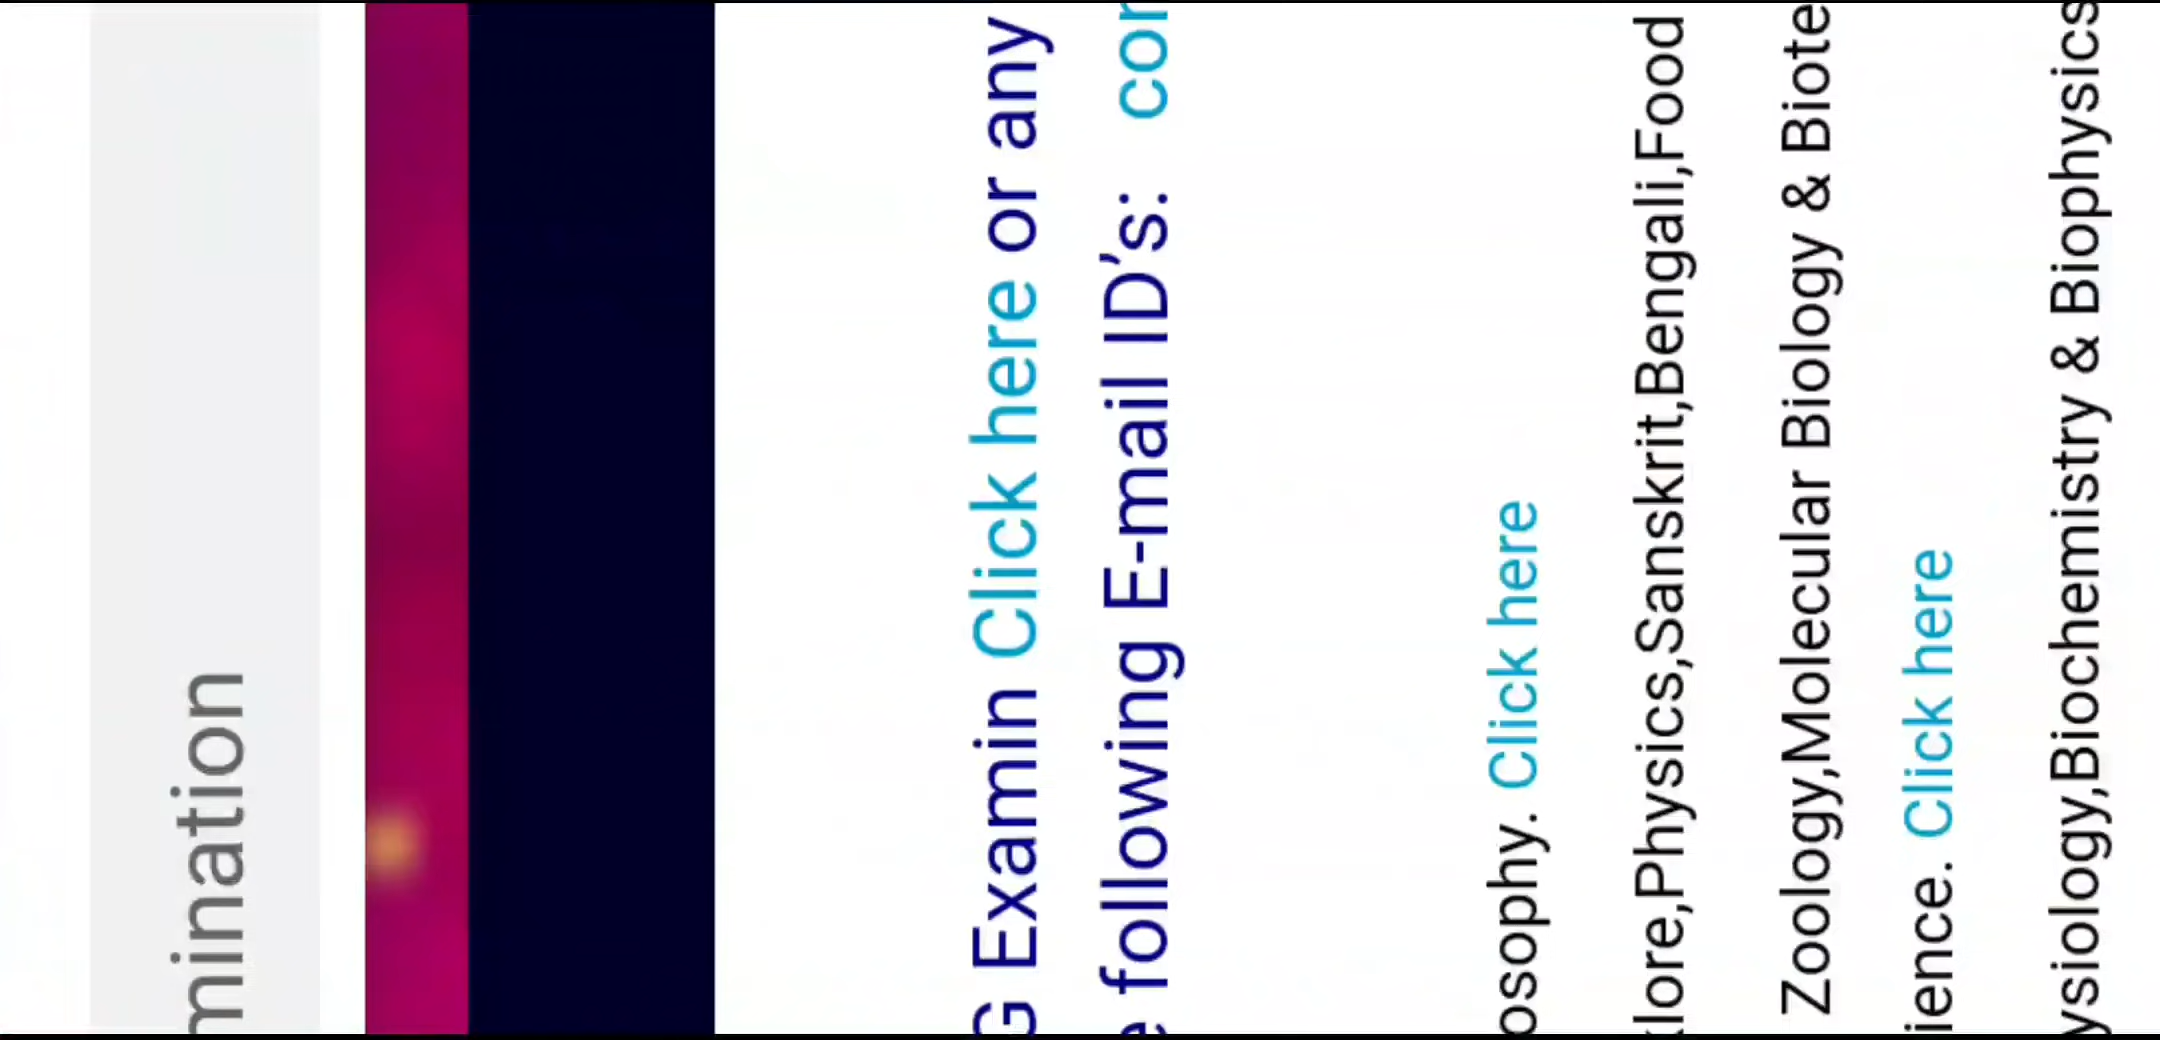 mination
G Examin Click here or any
e following E-mail ID's: cor
osophy. Click here
klore,Physics,Sanskrit,Bengali,Food
Zoology,Molecular Biology & Biote
ience. Click here
ysiology,Biochemistry & Biophysics